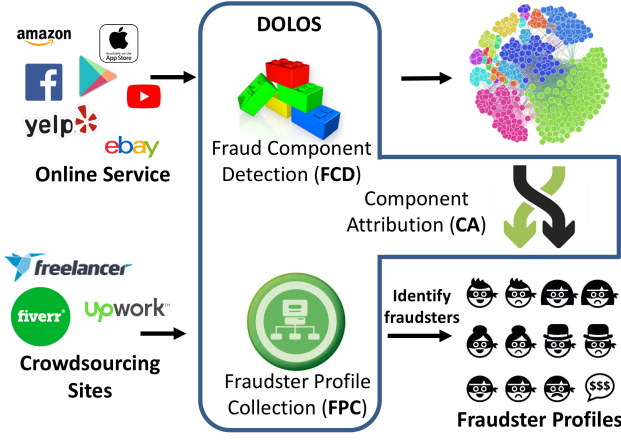 DOLOS
amazon
Available on the
App Store
yelp
ebay
Online Service
Fraud Component
Detection (FCD)
Component
Attribution (CA)
freelancer
fiverr
upwork™
Crowdsourcing
Sites
Fraudster Profile
Collection (FPC)
Identify
fraudsters
$$$
Fraudster Profiles